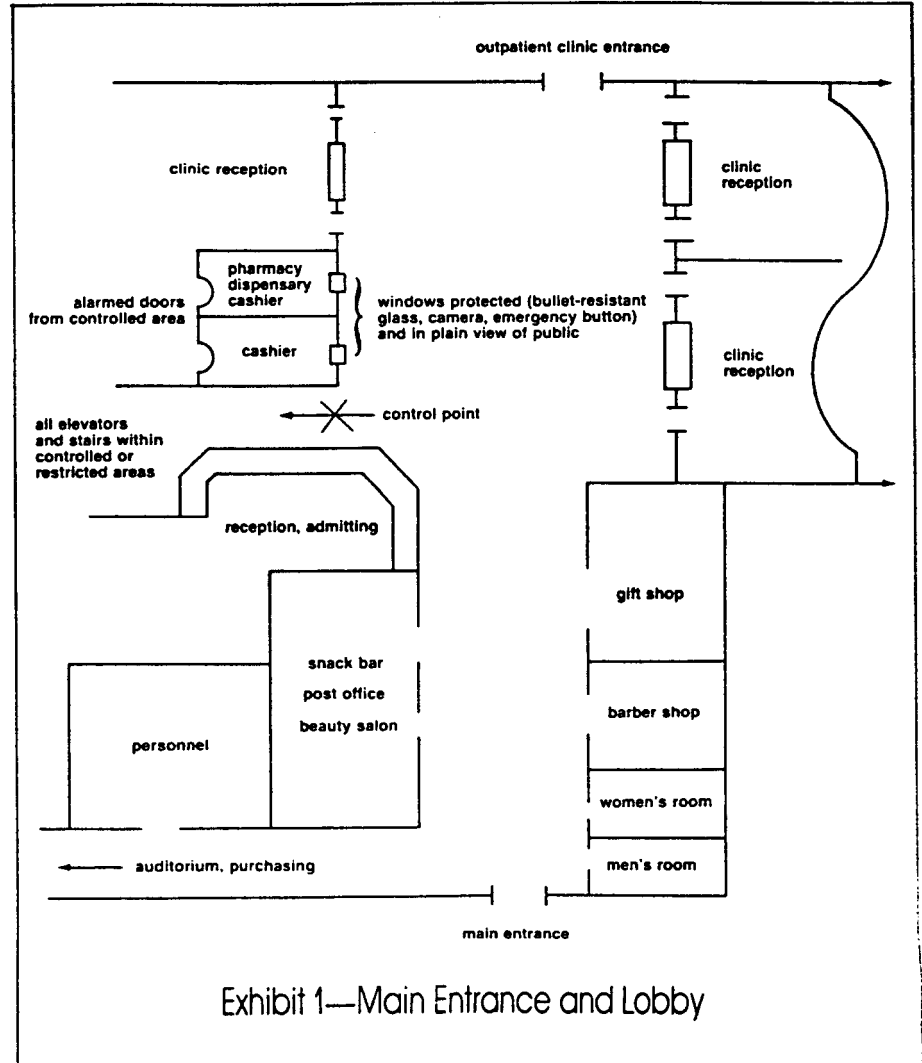 outpatient clinic entrance
clinic reception
clinic
reception
pharmacy
dispensary
cashier
alarmed doors
from controlled area
windows protected (bullet-resistant
glass, camera, emergency button)
and in plain view of public
cashier
clinic
reception
control point
all elevators
and stairs within
controlled or
restricted areas
reception, admitting
gift shop
snack bar
post office
beauty salon
barber shop
personnel
women's room
men's room
auditorium, purchasing
main entrance
Exhibit 1—Main Entrance and Lobby